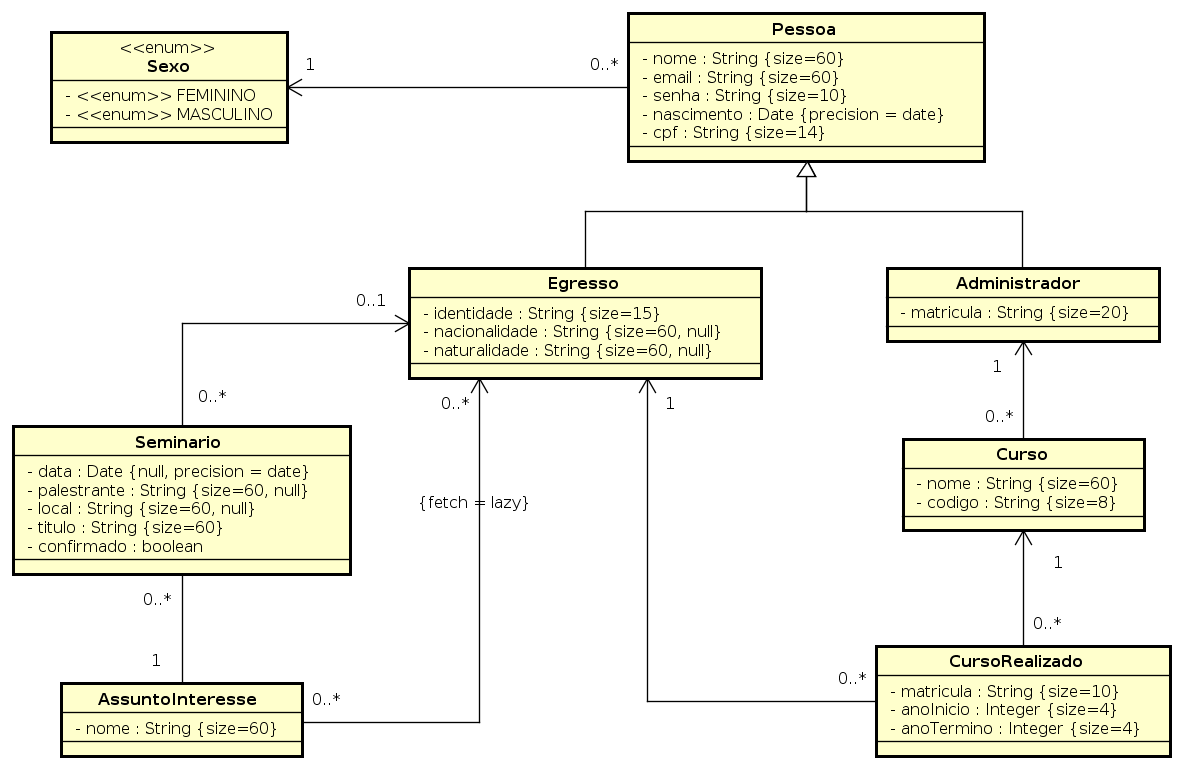 <<enum>>
Sexo
- <<enum>> FEMININO
- <<enum>> MASCULINO
1
0..*
Pessoa
- nome : String {size=60}
- email : String {size=60}
- senha : String {size=10}
- nascimento : Date {precision = date}
- cpf : String {size=14}
Egresso
- identidade : String {size=15}
- nacionalidade : String {size=60, null}
- naturalidade : String {size=60, null}
Administrador
- matricula : String {size=20}
0..1
0..*
0..*
1
1
0..*
Seminario
- data : Date {null, precision = date}
- palestrante : String {size=60, null}
- local : String {size=60, null}
- titulo : String {size=60}
- confirmado : boolean
{fetch = lazy}
Curso
- nome : String {size=60}
- codigo : String {size=8}
1
0..*
0..*
1
AssuntoInteresse
- nome : String {size=60}
0..*
0..*
CursoRealizado
- matricula : String {size=10}
- anoInicio : Integer {size=4}
- anoTermino : Integer {size=4}